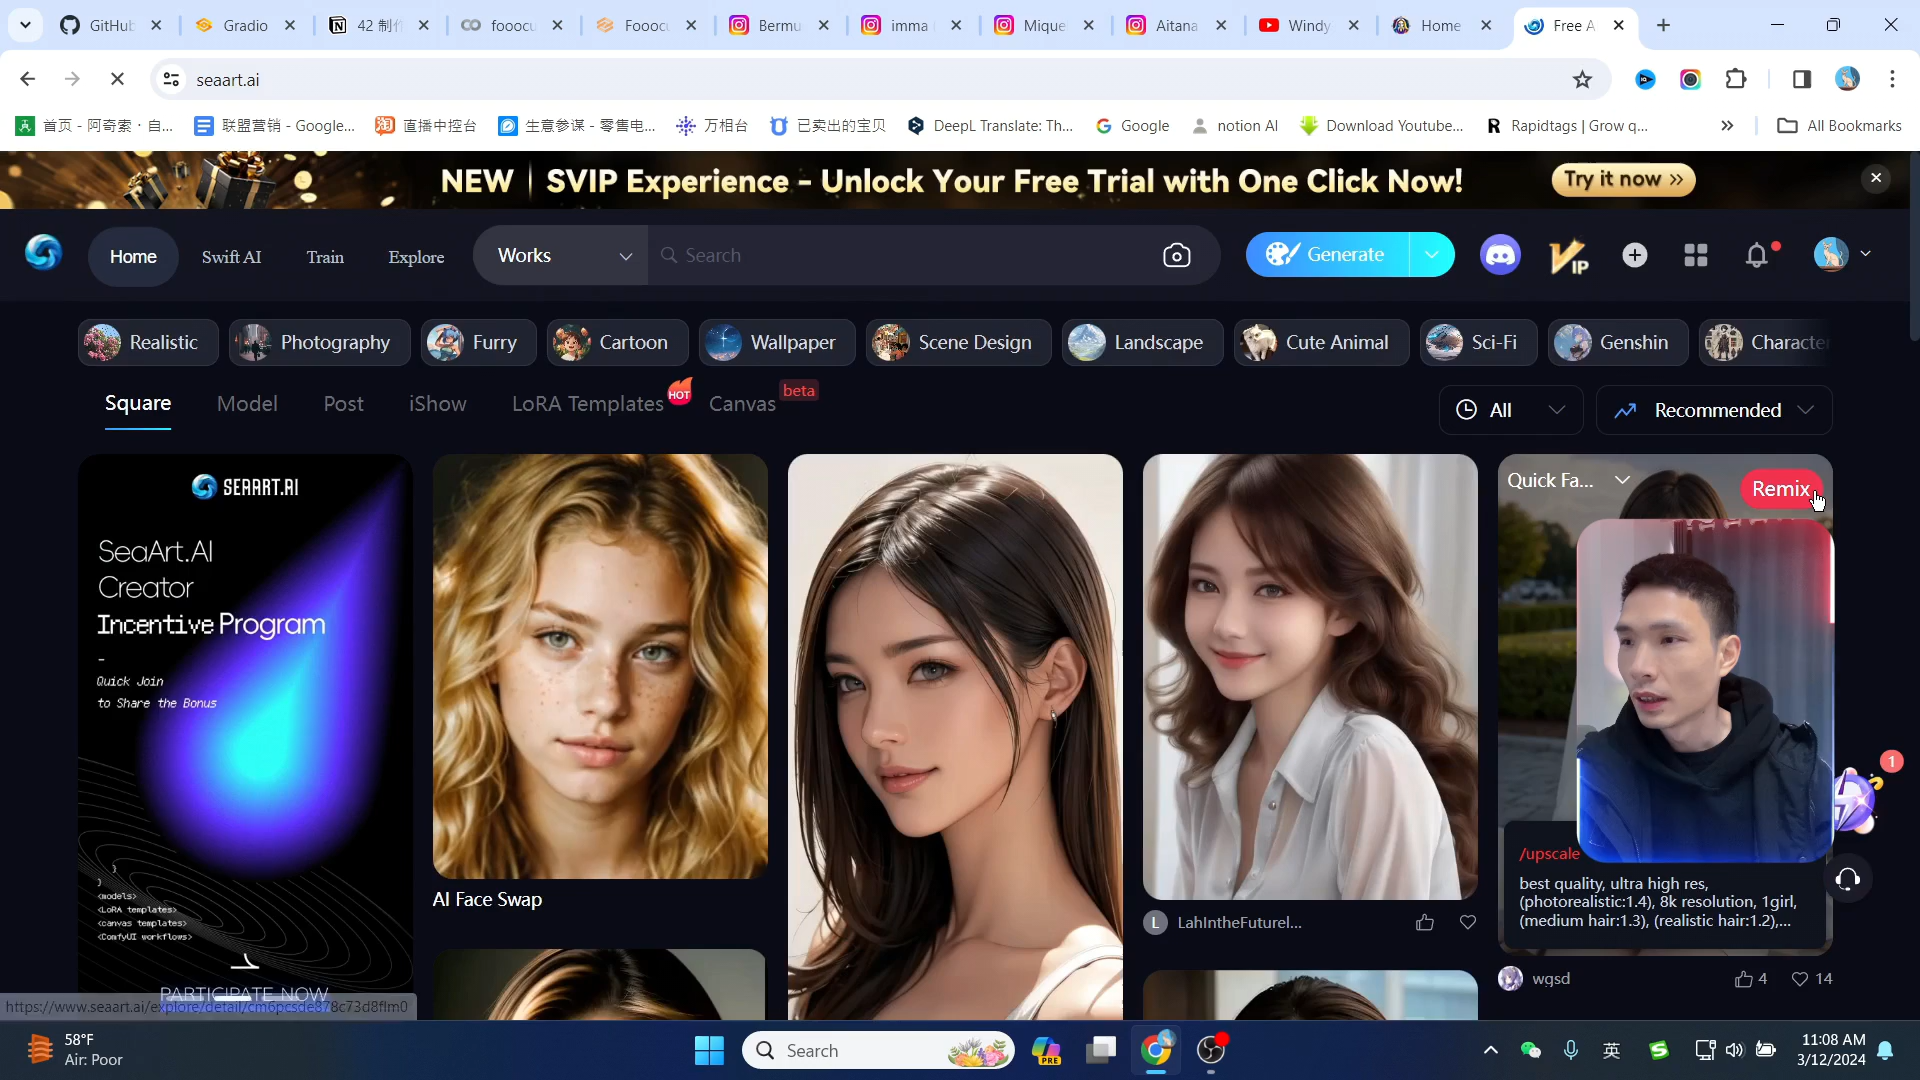 GitHub
Gradio
42 制作
foooc
Foooc
Bermu
imma
Mique
Aitana
Windy
Home
Free A
seaart.ai
首页 - 阿奇索 · 自...
联盟营销 - Google...
直播中控台
生意参谋 - 零售电...
万相台
已卖出的宝贝
DeepL Translate: Th...
Google
notion AI
Download Youtube...
Rapidtags | Grow q...
All Bookmarks
NEW | SVIP Experience - Unlock Your Free Trial with One Click Now!
Try it now »
Home
Swift AI
Train
Explore
Works
Search
Generate
VIP
Realistic
Photography
Furry
Cartoon
Wallpaper
Scene Design
Landscape
Cute Animal
Sci-Fi
Genshin
Character
Square
Model
Post
iShow
LoRA Templates
HOT
Canvas
beta
All
Recommended
SEAART.AI
SeaArt.AI
Creator
Incentive Program
-
Quick Join
to Share the Bonus
}
}
<models>
<LoRA templates>
<canvas templates>
<ComfyUI workflows>
PARTICIPATE NOW
AI Face Swap
L LahIntheFuturel...
Quick Fa...
Remix
/upscale
best quality, ultra high res,
(photorealistic:1.4), 8k resolution, 1girl,
(medium hair:1.3), (realistic hair:1.2),...
wgsd
4
14
1
https://www.seaart.ai/explore/detail/cm6pcsde878c73d8flm0
58°F
Air: Poor
Search
PRE
英
11:08 AM
3/12/2024